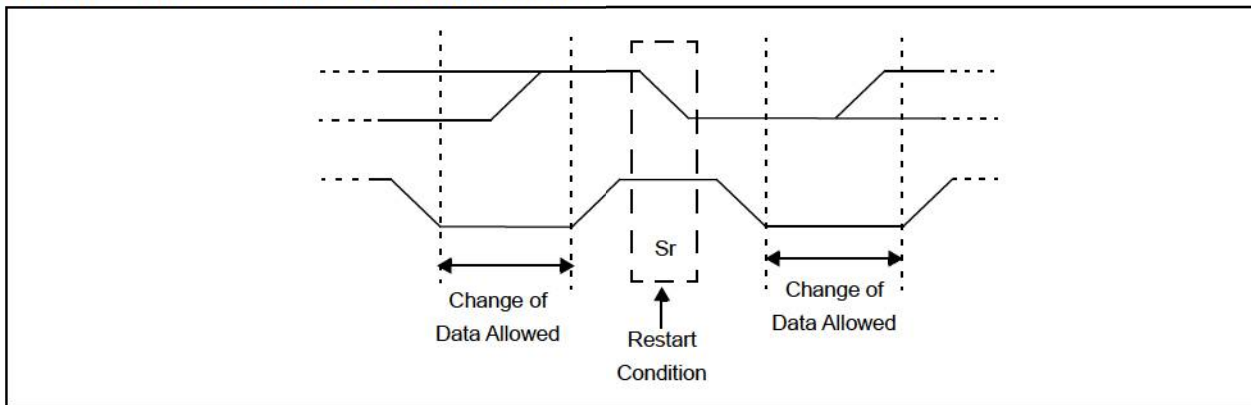 Sr
Change of
Data Allowed
Restart
Condition
Change of
Data Allowed